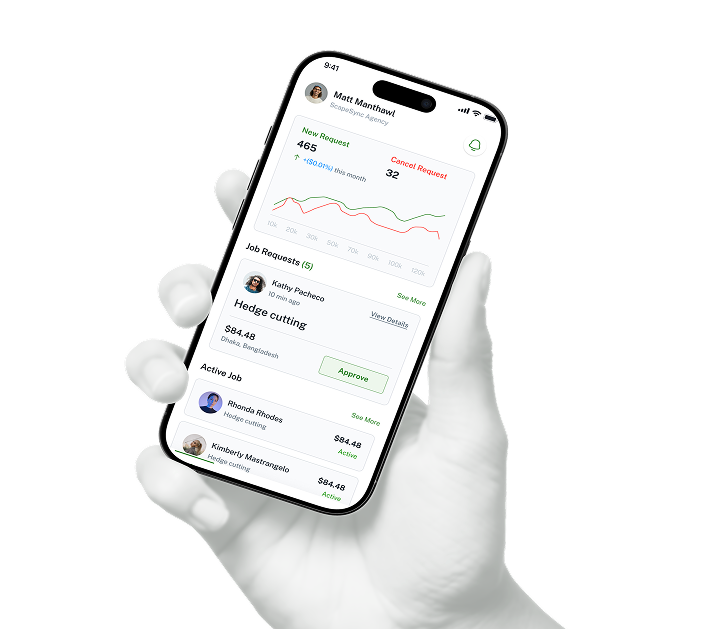 9:41
Matt Manthawl
ScapeSync Agency
New Request
465
+($0.01%) this month
Cancel Request
32
10k 20k 30k 50k 70k 90k 100k 120k
Job Requests (5)
See More
Kathy Pacheco
10 min ago
View Details
Hedge cutting
$84.48
Dhaka, Bangladesh
Approve
Active Job
See More
Rhonda Rhodes
Hedge cutting
$84.48
Active
Kimberly Mastrangelo
Hedge cutting
$84.48
Active